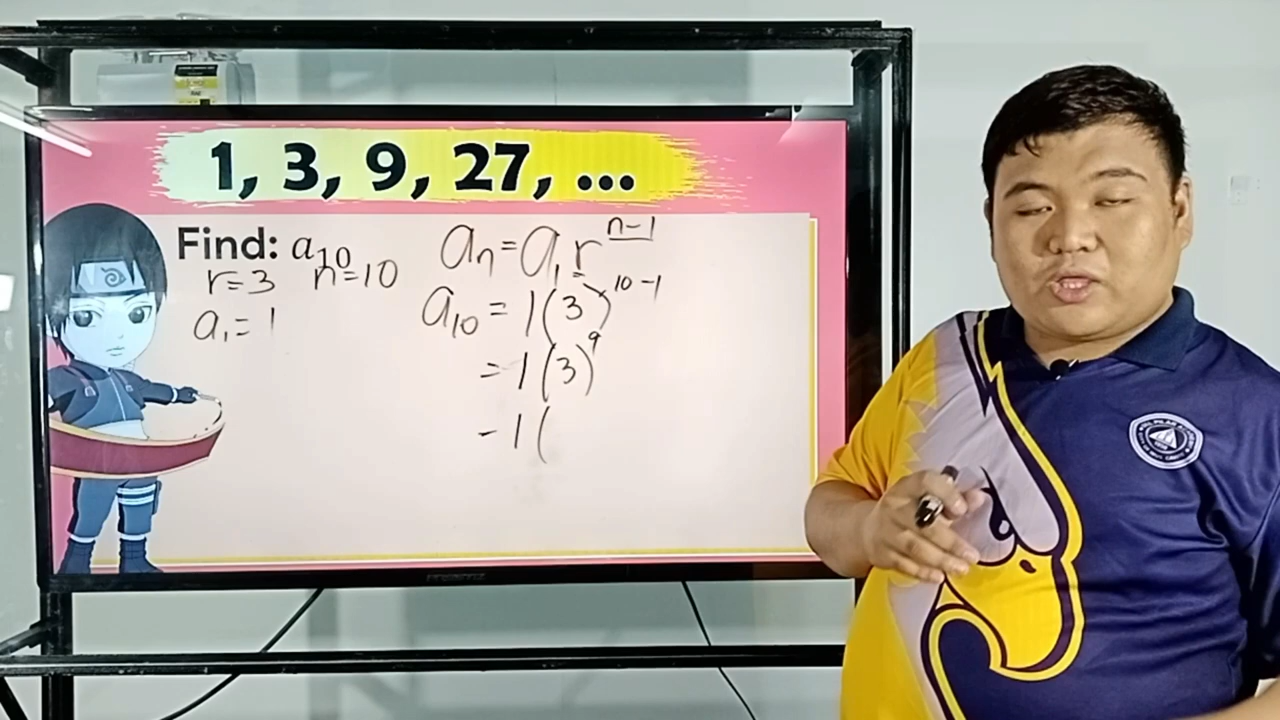 1, 3, 9, 27, ...
Find: a₁₀
r=3 n=10
a₁=1
aₙ=a₁rⁿ⁻¹
a₁₀=1(3)¹⁰⁻¹
=1(3)⁹
-1(